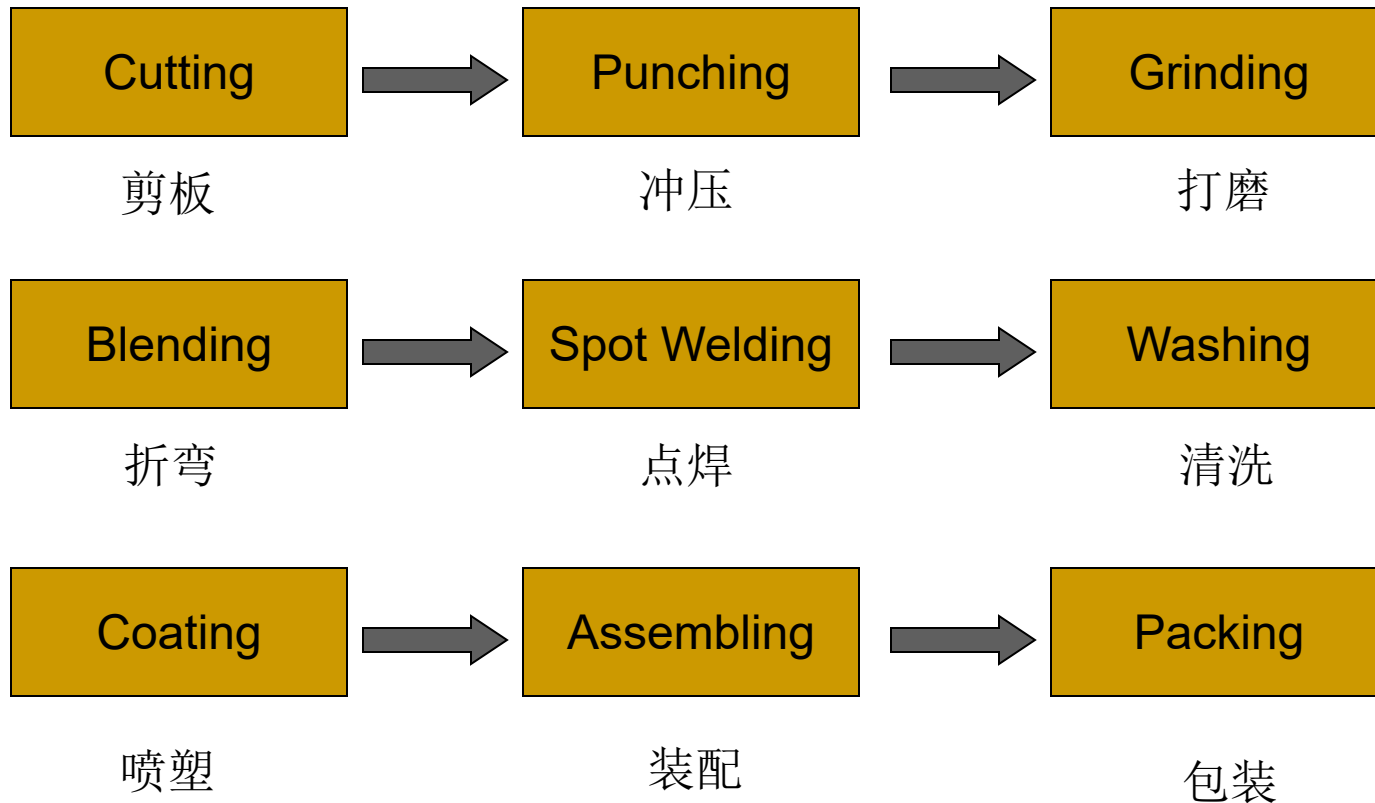 Cutting
Punching
Grinding
剪板
冲压
打磨
Blending
Spot Welding
Washing
折弯
点焊
清洗
Coating
Assembling
Packing
喷塑
装配
包装